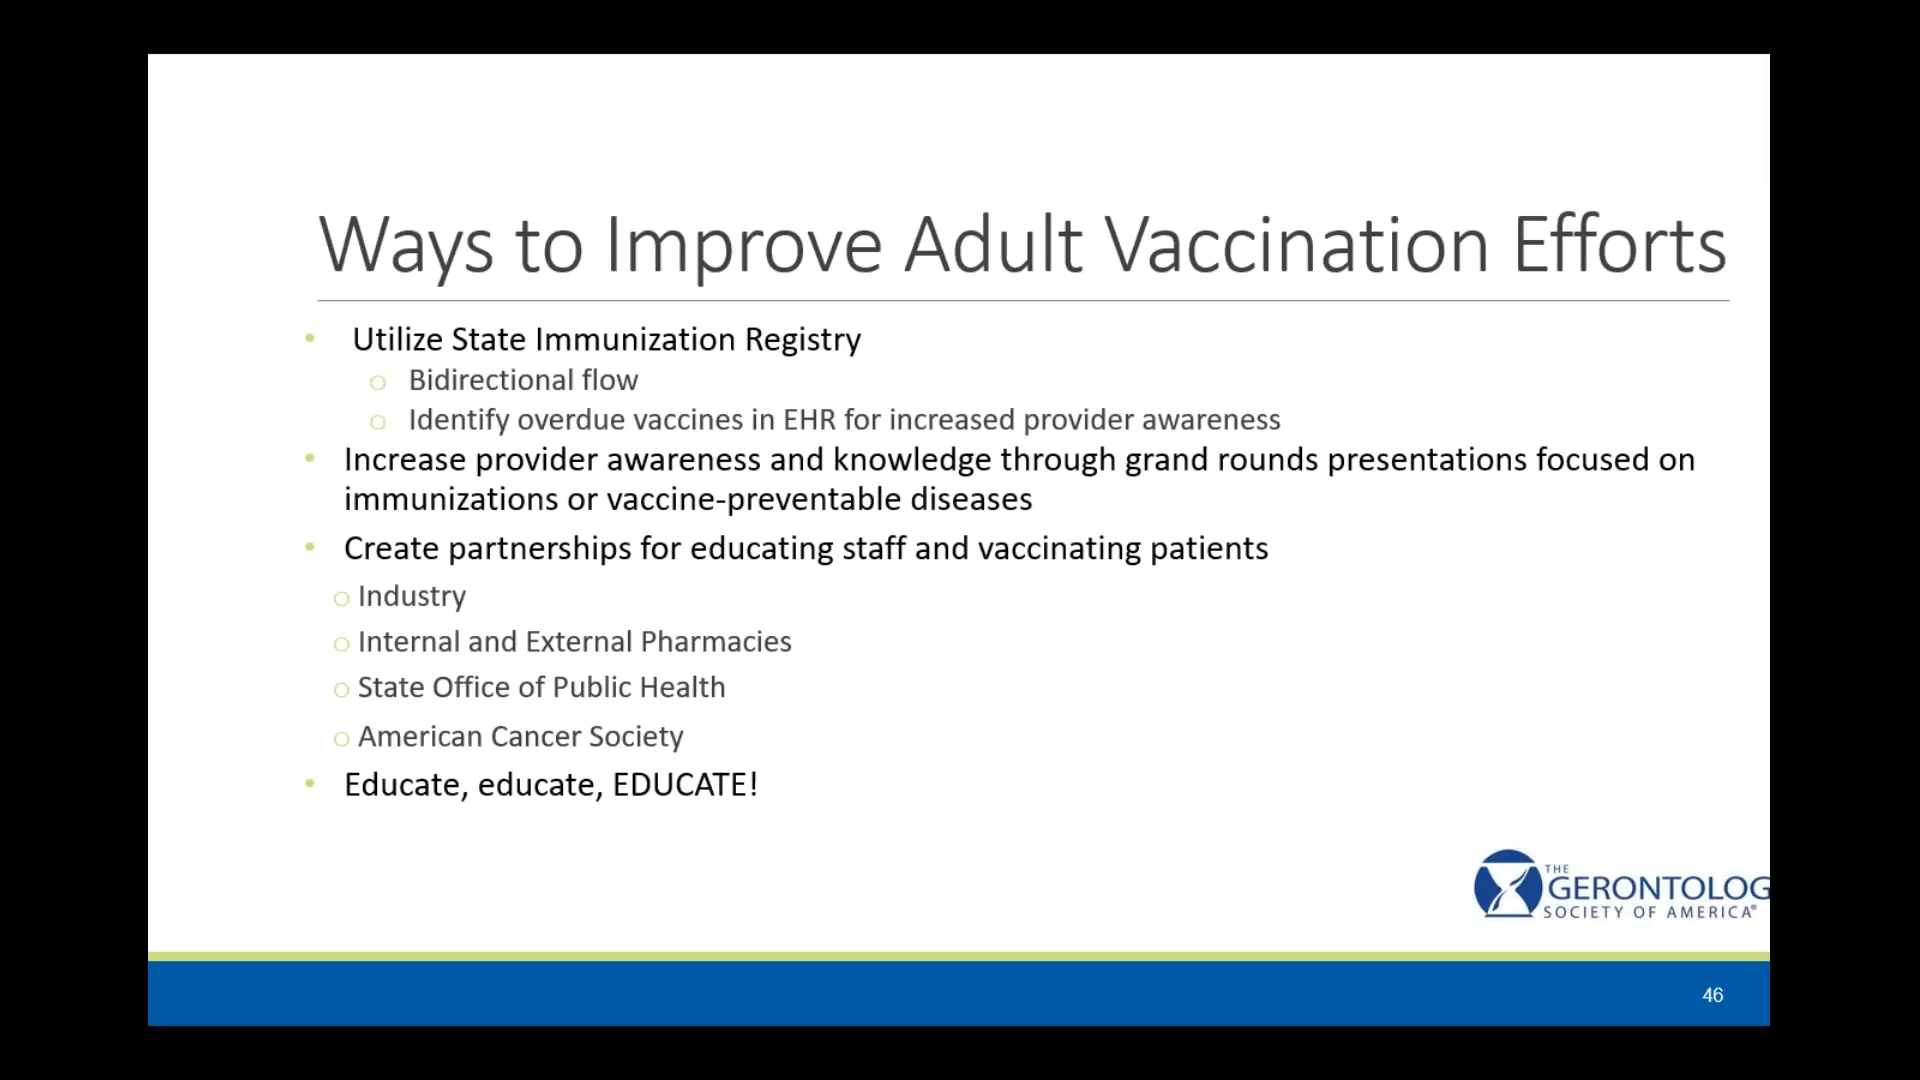 Ways to Improve Adult Vaccination Efforts
• Utilize State Immunization Registry
o Bidirectional flow
o Identify overdue vaccines in EHR for increased provider awareness
• Increase provider awareness and knowledge through grand rounds presentations focused on
immunizations or vaccine-preventable diseases
• Create partnerships for educating staff and vaccinating patients
o Industry
o Internal and External Pharmacies
o State Office of Public Health
o American Cancer Society
• Educate, educate, EDUCATE!
THE
GERONTOLOG
SOCIETY OF AMERICA®
46